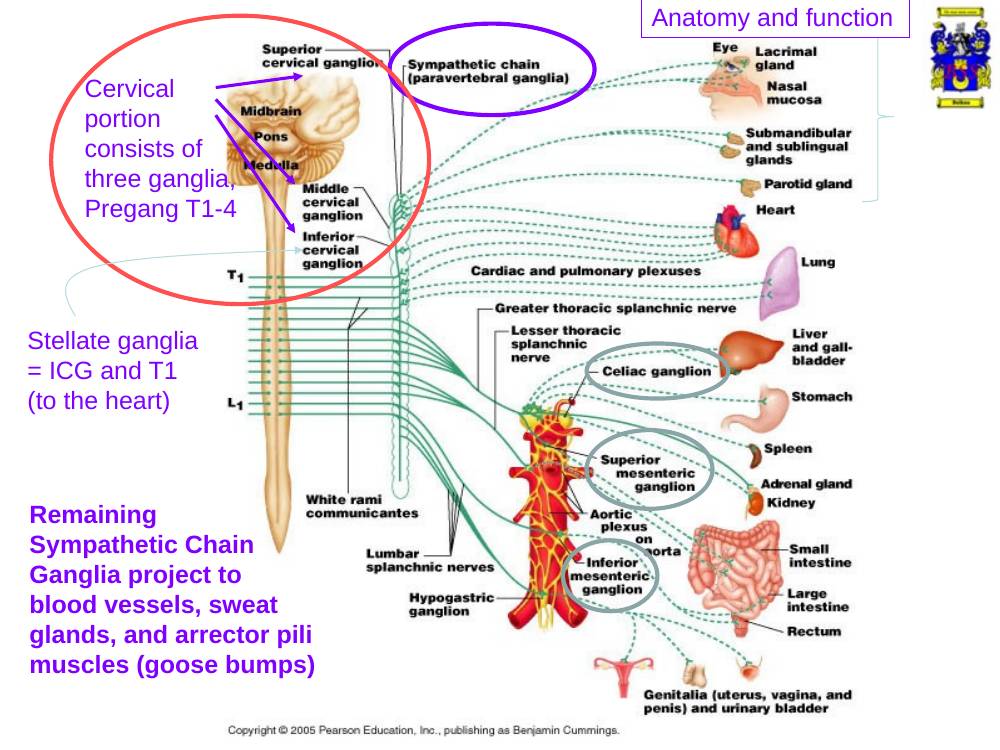 Anatomy and function
Superior
cervical ganglion
Sympathetic chain
(paravertebral ganglia)
Cervical
portion
consists of
three ganglia,
Pregang T1-4
Midbrain
Pons
Medulla
Middle
cervical
ganglion
Inferior
cervical
ganglion
T1
Stellate ganglia
= ICG and T1
(to the heart)
L1
Remaining
Sympathetic Chain
Ganglia project to
blood vessels, sweat
glands, and arrector pili
muscles (goose bumps)
White rami
communicantes
Lumbar
splanchnic nerves
Hypogastric
ganglion
Cardiac and pulmonary plexuses
Greater thoracic splanchnic nerve
Lesser thoracic
splanchnic
nerve
Celiac ganglion
Superior
mesenteric
ganglion
Aortic
plexus
on
aorta
Inferior
mesenteric
ganglion
Eye
Lacrimal
gland
Nasal
mucosa
Submandibular
and sublingual
glands
Parotid gland
Heart
Lung
Liver
and gall-
bladder
Stomach
Spleen
Adrenal gland
Kidney
Small
intestine
Large
intestine
Rectum
Genitalia (uterus, vagina, and
penis) and urinary bladder
Copyright © 2005 Pearson Education, Inc., publishing as Benjamin Cummings.